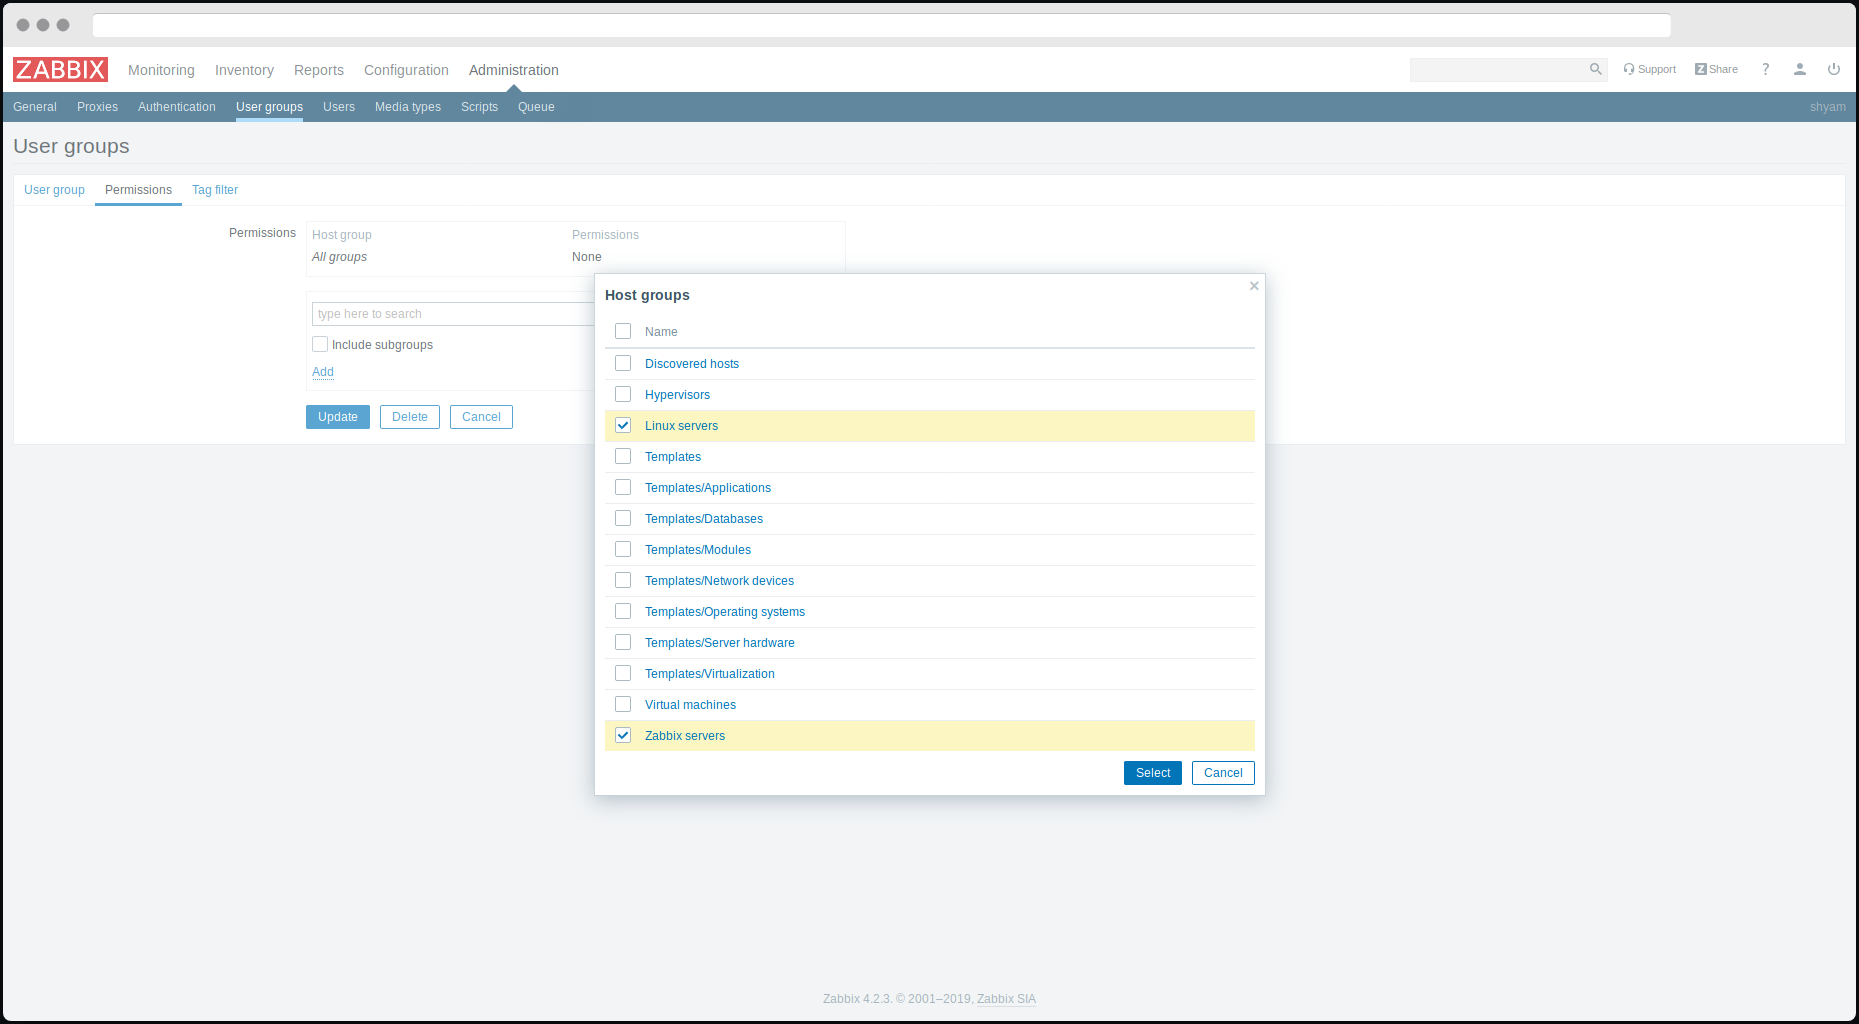 ZABBIX Monitoring Inventory Reports Configuration Administration Support Z Share ?
General Proxies Authentication User groups Users Media types Scripts Queue shyam
User groups
User group Permissions Tag filter
Permissions Host group Permissions
All groups None
type here to search
Include subgroups
Add
Update Delete Cancel
Host groups ×
Name
Discovered hosts
Hypervisors
Linux servers
Templates
Templates/Applications
Templates/Databases
Templates/Modules
Templates/Network devices
Templates/Operating systems
Templates/Server hardware
Templates/Virtualization
Virtual machines
Zabbix servers
Select Cancel
Zabbix 4.2.3. © 2001–2019, Zabbix SIA